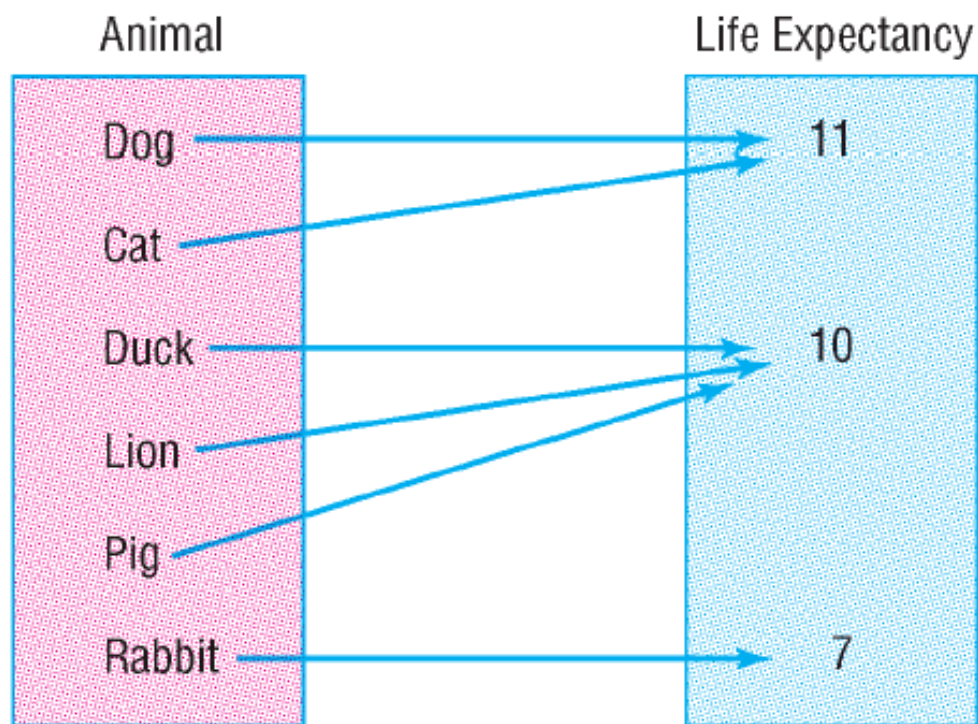 Animal Life Expectancy
Dog 11
Cat
Duck 10
Lion
Pig
Rabbit 7